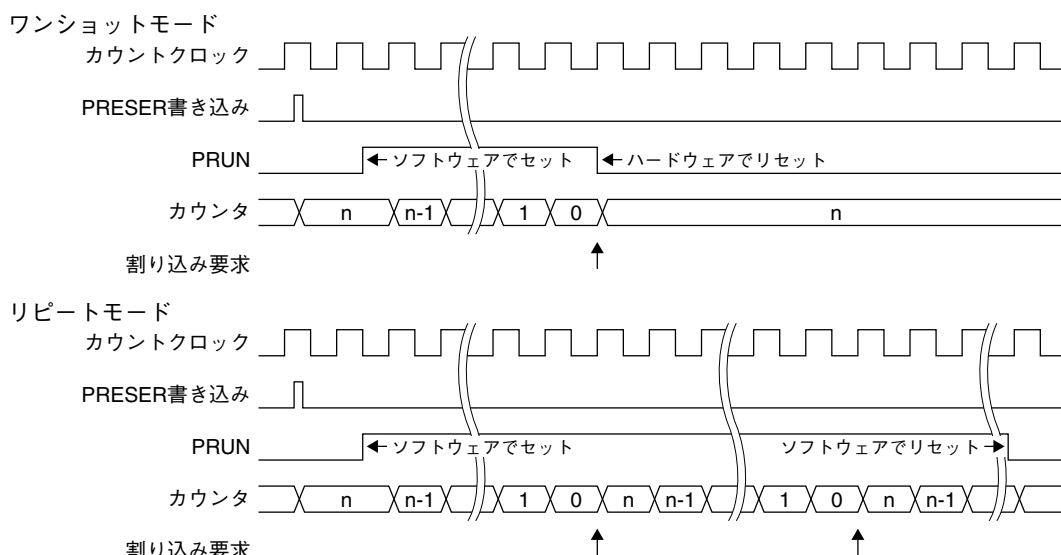 ワンショットモード
カウントクロック
PRESER書き込み
PRUN ソフトウェアでセット ハードウェアでリセット
カウンタ n n-1 1 0 n
割り込み要求
リピートモード
カウントクロック
PRESER書き込み
PRUN ソフトウェアでセット ソフトウェアでリセット
カウンタ n n-1 1 0 n n-1 1 0 n n-1
割り込み要求